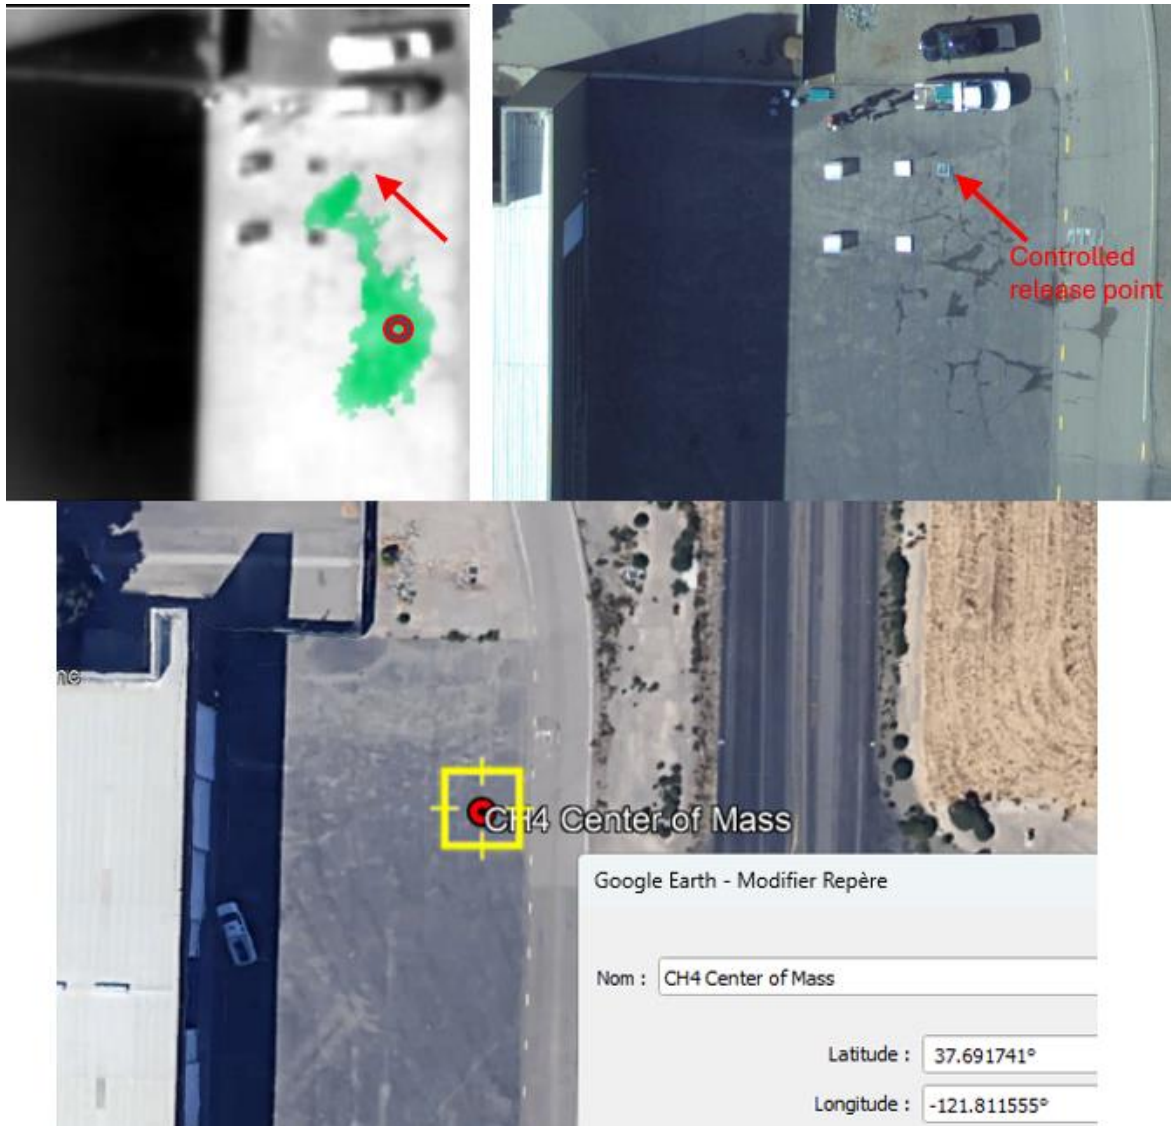 Controlled
release point
nc
CH4 Center of Mass
Google Earth - Modifier Repère
Nom :
CH4 Center of Mass
Latitude :
37.691741°
Longitude :
-121.811555°